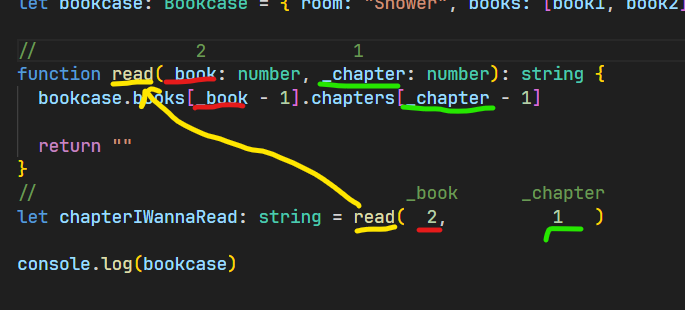 let bookcase: Bookcase = { room: "Shower", books: [book1, book2]
// 2 1
function read(_book: number, _chapter: number): string {
bookcase.books[_book - 1].chapters[_chapter - 1]
return ""
}
// _book _chapter
let chapterIWannaRead: string = read( 2, 1 )
console.log(bookcase)